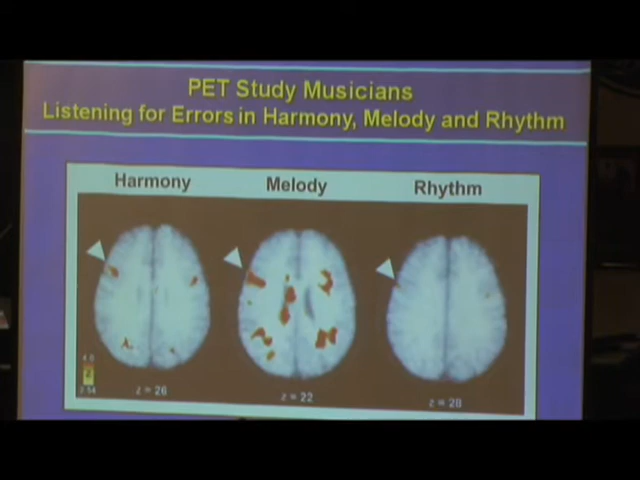 PET Study Musicians
Listening for Errors in Harmony, Melody and Rhythm
Harmony Melody Rhythm
z = 26 z = 22 z = 28